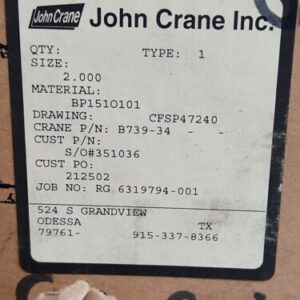 John Crane John Crane Inc.
QTY: TYPE: 1
SIZE:
2.000
MATERIAL:
BP151O101
DRAWING: CFSP47240
CRANE P/N: B739-34 - -
CUST P/N:
S/O#351036
CUST PO:
212502
JOB NO: RG 6319794-001
524 S GRANDVIEW
ODESSA TX
79761- 915-337-8366